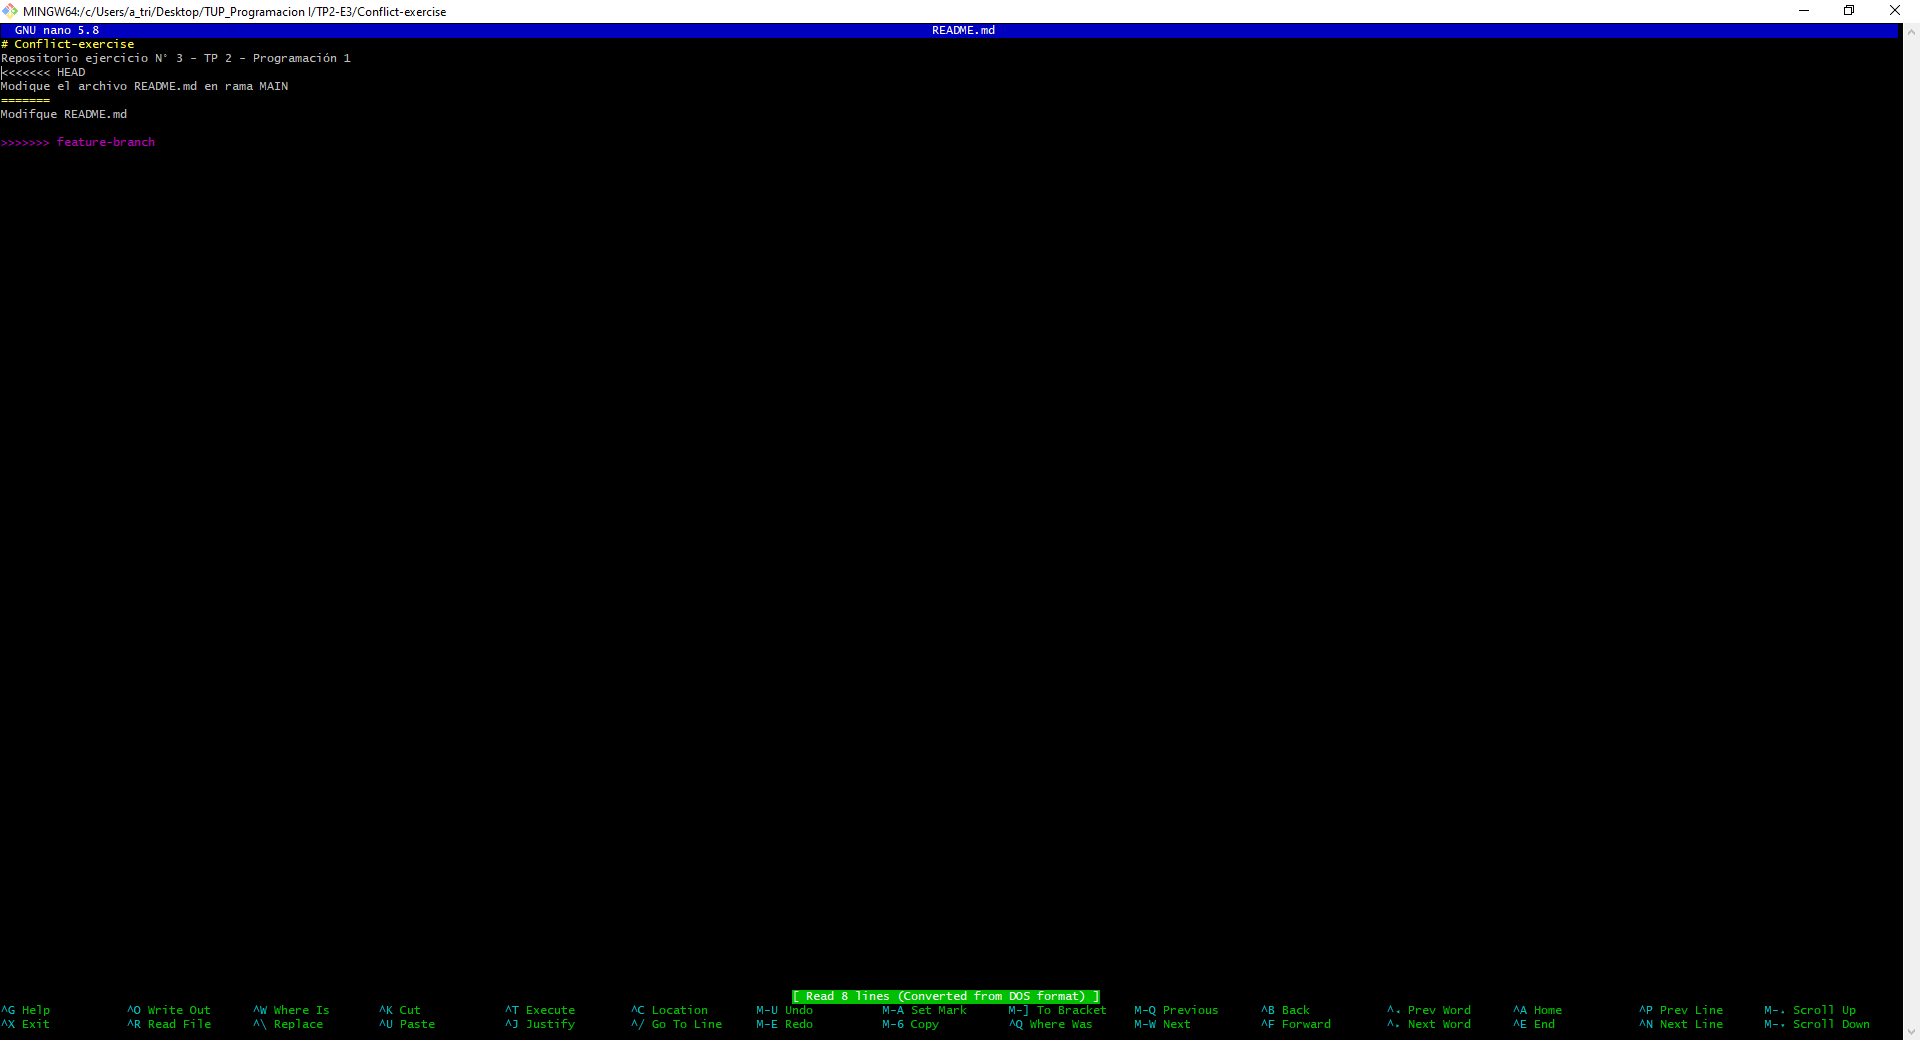 MINGW64:/c/Users/a_tri/Desktop/TUP_Programacion I/TP2-E3/Conflict-exercise
GNU nano 5.8 README.md
# Conflict-exercise
Repositorio ejercicio N° 3 - TP 2 - Programación 1
<<<<<<< HEAD
Modique el archivo README.md en rama MAIN
=======
Modifque README.md
>>>>>>> feature-branch
[ Read 8 lines (Converted from DOS format) ]
^G Help ^O Write Out ^W Where Is ^K Cut ^T Execute ^C Location M-U Undo M-A Set Mark M-] To Bracket M-Q Previous ^B Back ^◂ Prev Word ^A Home ^P Prev Line M-▴ Scroll Up
^X Exit ^R Read File ^\ Replace ^U Paste ^J Justify ^/ Go To Line M-E Redo M-6 Copy ^Q Where Was M-W Next ^F Forward ^▸ Next Word ^E End ^N Next Line M-▾ Scroll Down